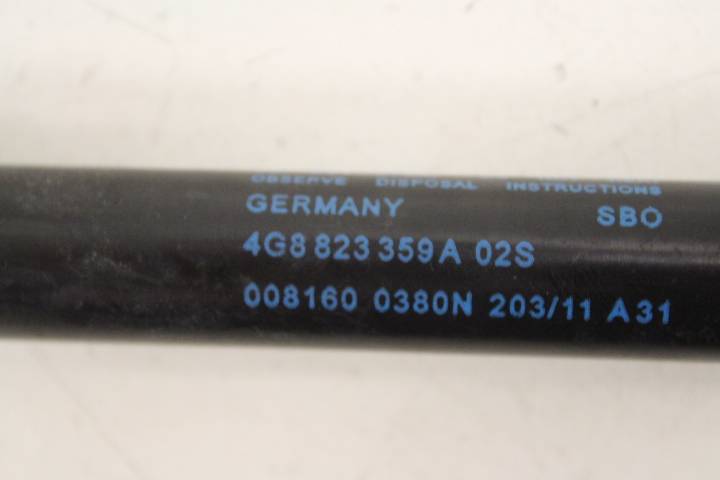 OBSERVE DISPOSAL INSTRUCTIONS
GERMANY SBO
4G8 823 359 A 02S
008160 0380N 203/11 A31